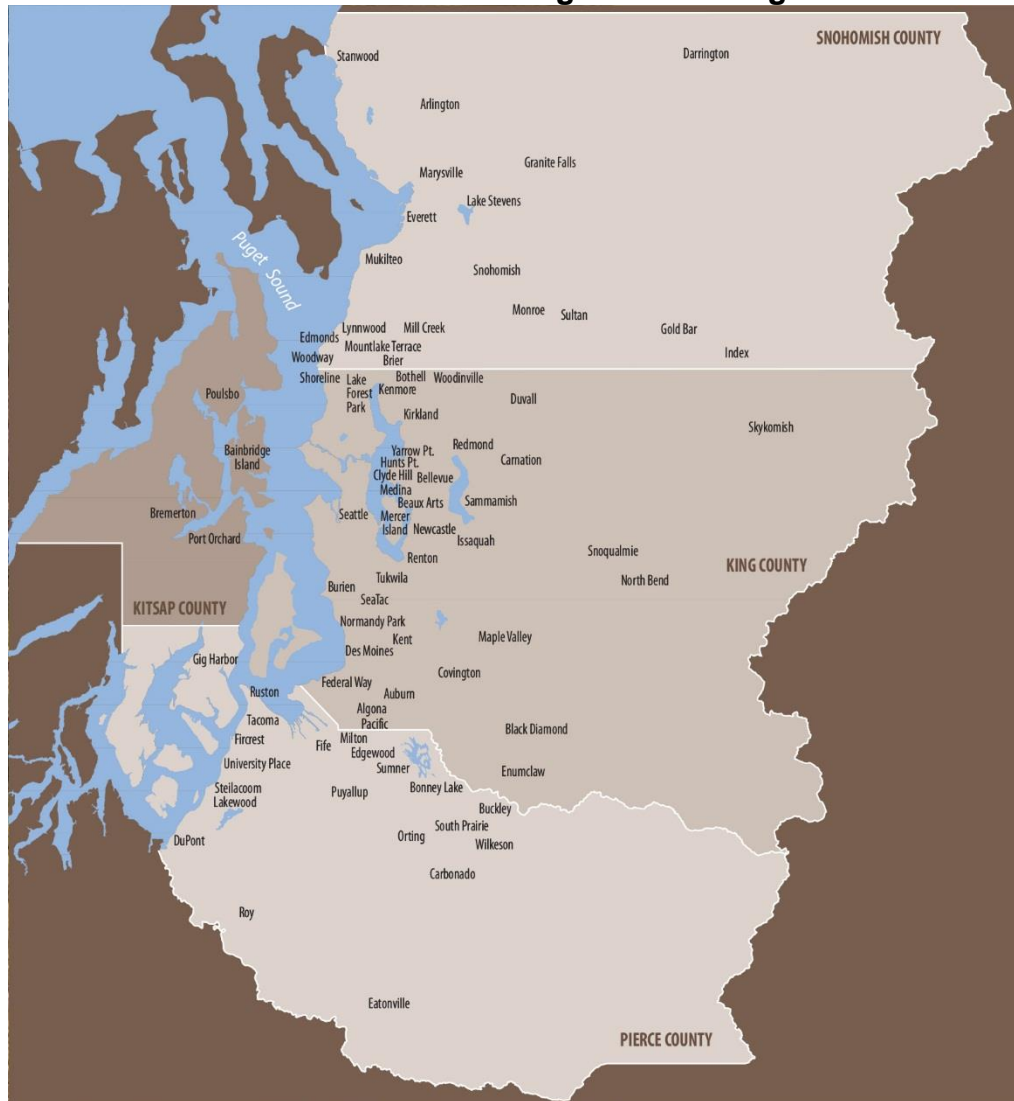 SNOHOMISH COUNTY
Stanwood
Darrington
Arlington
Granite Falls
Marysville
Lake Stevens
Everett
Puget Sound
Mukilteo
Snohomish
Monroe
Sultan
Lynnwood
Mill Creek
Gold Bar
Edmonds
Mountlake Terrace
Index
Woodway
Brier
Shoreline
Lake
Forest
Park
Bothell
Woodinville
Kenmore
Poulsbo
Duvall
Kirkland
Skykomish
Redmond
Bainbridge
Island
Yarrow Pt.
Hunts Pt.
Carnation
Clyde Hill
Bellevue
Medina
Beaux Arts
Sammamish
Bremerton
Seattle
Mercer
Island
Newcastle
Port Orchard
Issaquah
Snoqualmie
Renton
KING COUNTY
Tukwila
North Bend
Burien
SeaTac
KITSAP COUNTY
Normandy Park
Kent
Maple Valley
Des Moines
Gig Harbor
Covington
Federal Way
Ruston
Auburn
Algona
Tacoma
Pacific
Black Diamond
Fircrest
Fife
Milton
Edgewood
University Place
Sumner
Enumclaw
Steilacoom
Puyallup
Bonney Lake
Lakewood
Buckley
South Prairie
DuPont
Orting
Wilkeson
Carbonado
Roy
Eatonville
PIERCE COUNTY